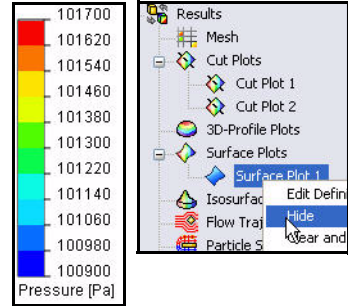 101700
101620
101540
101460
101380
101300
101220
101140
101060
100980
100900
Pressure [Pa]
Results
Mesh
Cut Plots
Cut Plot 1
Cut Plot 2
3D-Profile Plots
Surface Plots
Surface Plot 1
Edit
Isosurfac
Hide
Flow Traj
Particle S
and